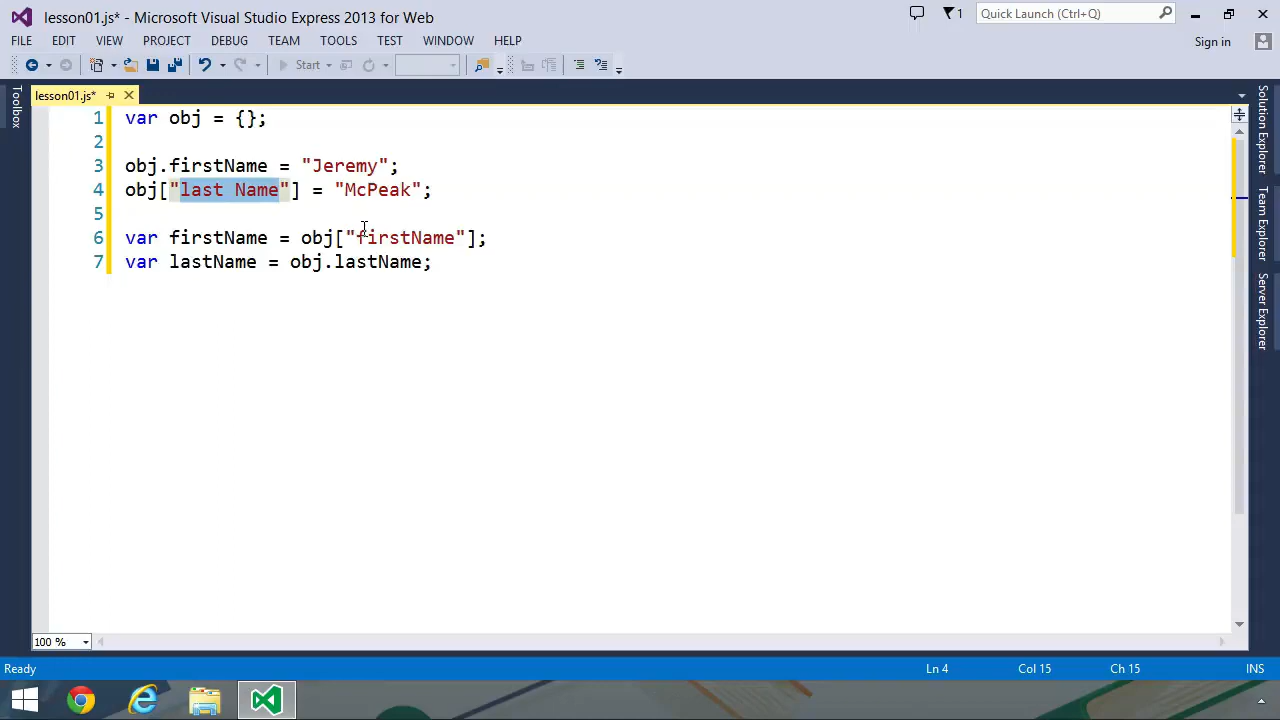 lesson01.js* - Microsoft Visual Studio Express 2013 for Web
1
Quick Launch (Ctrl+Q)
FILE EDIT VIEW PROJECT DEBUG TEAM TOOLS TEST WINDOW HELP
Sign in
Start
lesson01.js*
Toolbox
1 var obj = {};
2
3 obj.firstName = "Jeremy";
4 obj["last Name"] = "McPeak";
5
6 var firstName = obj["firstName"];
7 var lastName = obj.lastName;
Solution Explorer
Team Explorer
Server Explorer
100 %
Ready
Ln 4
Col 15
Ch 15
INS